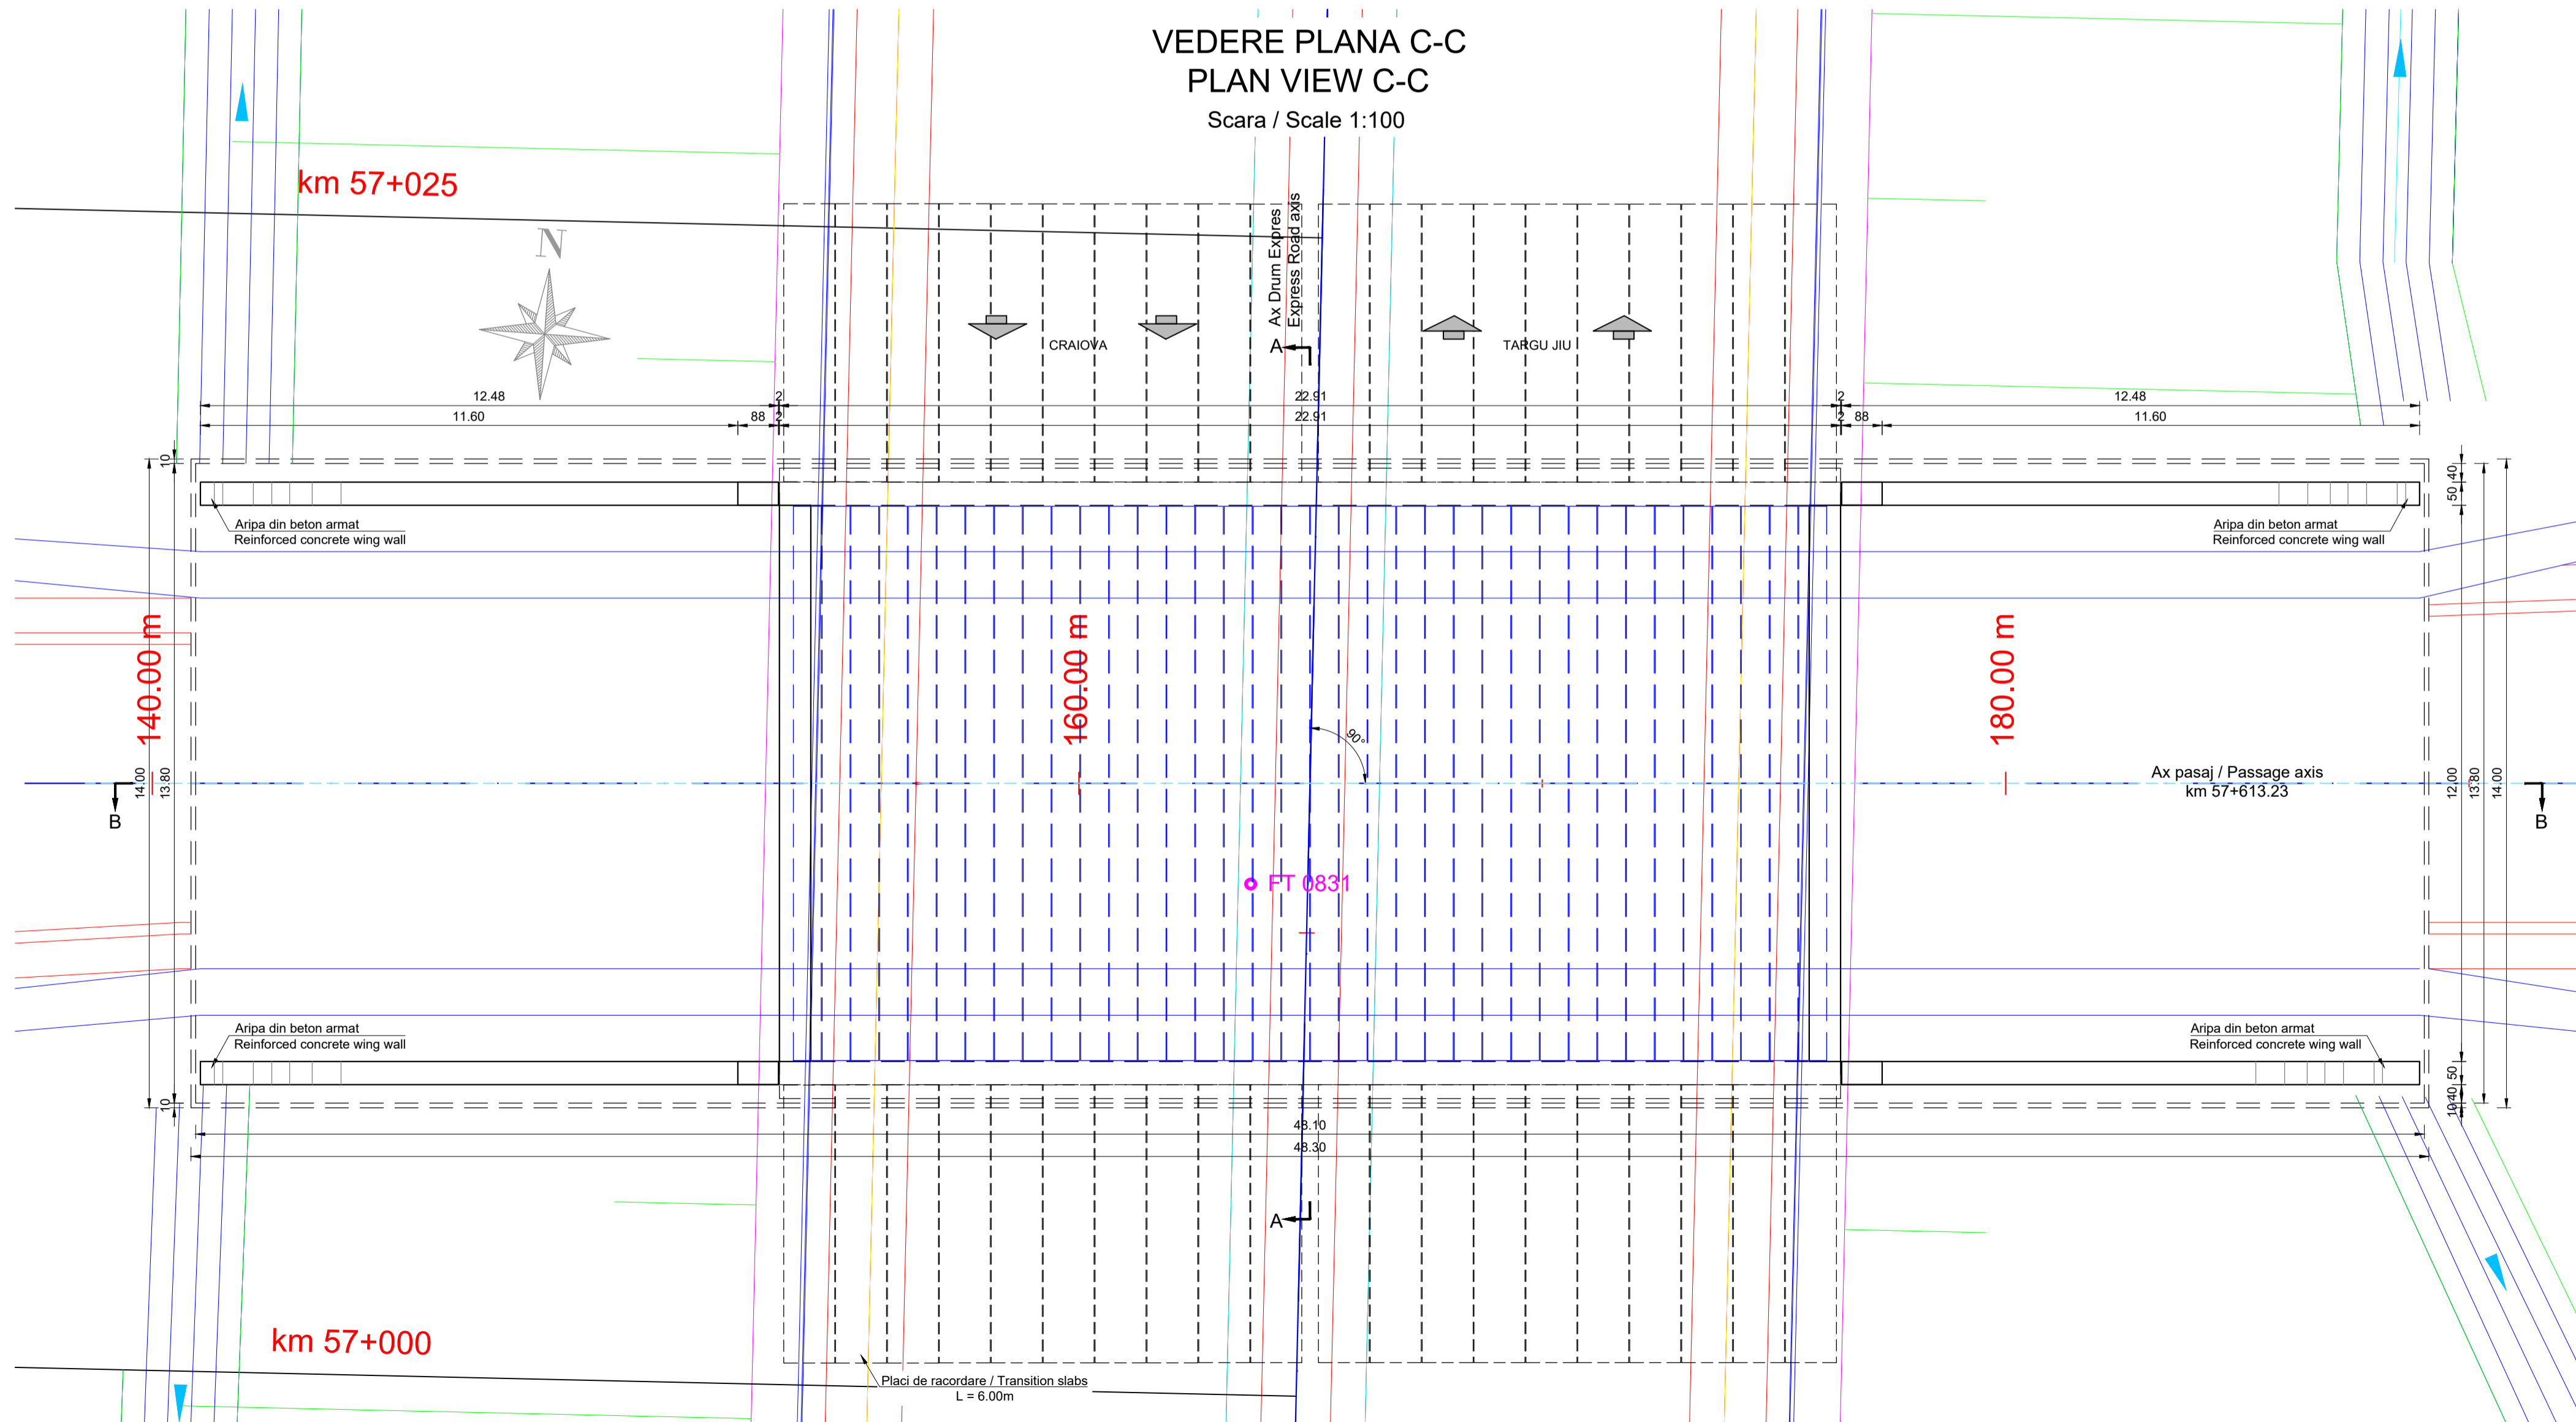 VEDERE PLANA C-C
PLAN VIEW C-C
Scara / Scale 1:100
km 57+025
N
Ax Drum Expres
Express Road axis
CRAIOVA
TARGU JIU
A
12.48
2
22.91
2
12.48
11.60
88
2
22.91
2
88
11.60
10
40
50
Aripa din beton armat
Reinforced concrete wing wall
Aripa din beton armat
Reinforced concrete wing wall
140.00 m
160.00 m
180.00 m
90°
14.00
13.80
Ax pasaj / Passage axis
km 57+613.23
12.00
13.80
14.00
B
B
FT 0831
Aripa din beton armat
Reinforced concrete wing wall
Aripa din beton armat
Reinforced concrete wing wall
10
50
40
10
48.10
48.30
A
km 57+000
Placi de racordare / Transition slabs
L = 6.00m